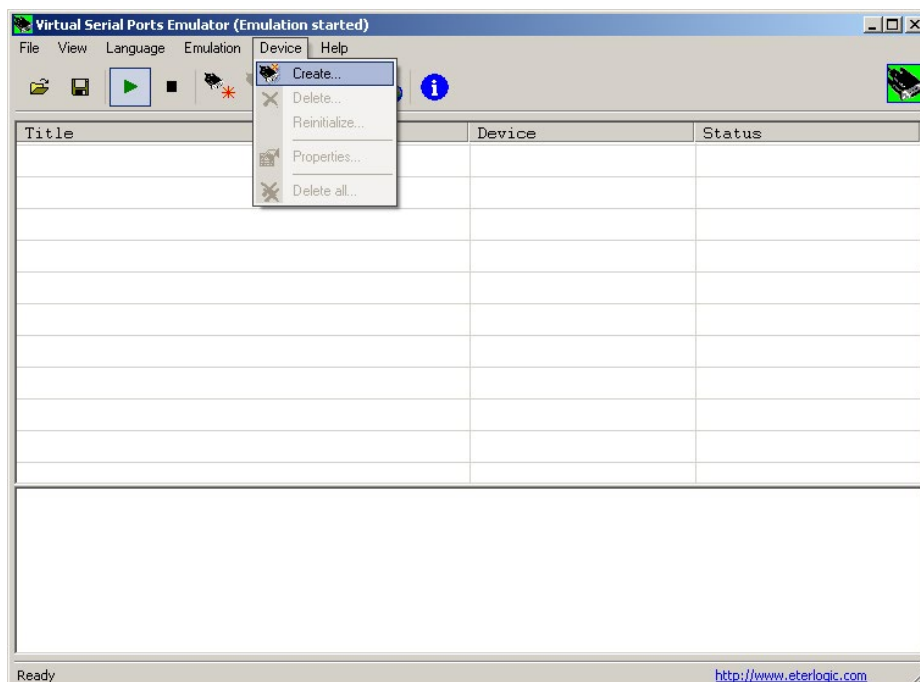 Virtual Serial Ports Emulator (Emulation started)
File View Language Emulation Device Help
Create...
Delete...
Reinitialize...
Properties...
Delete all...
Title Device Status
Ready http://www.eterlogic.com